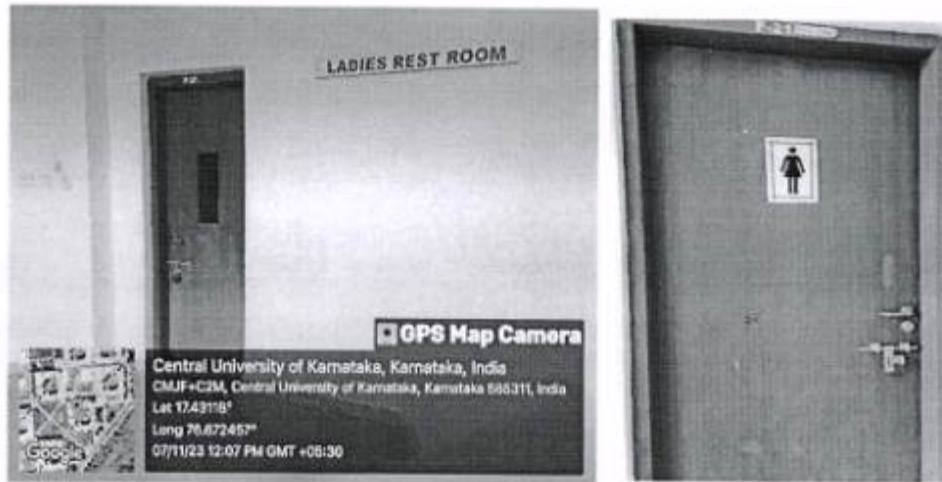 LADIES REST ROOM
GPS Map Camera
Central University of Karnataka, Karnataka, India
CMJF+C2M, Central University of Karnataka, Karnataka 585311, India
Lat 17.43118°
Long 76.672457°
07/11/23 12:07 PM GMT +05:30
Google